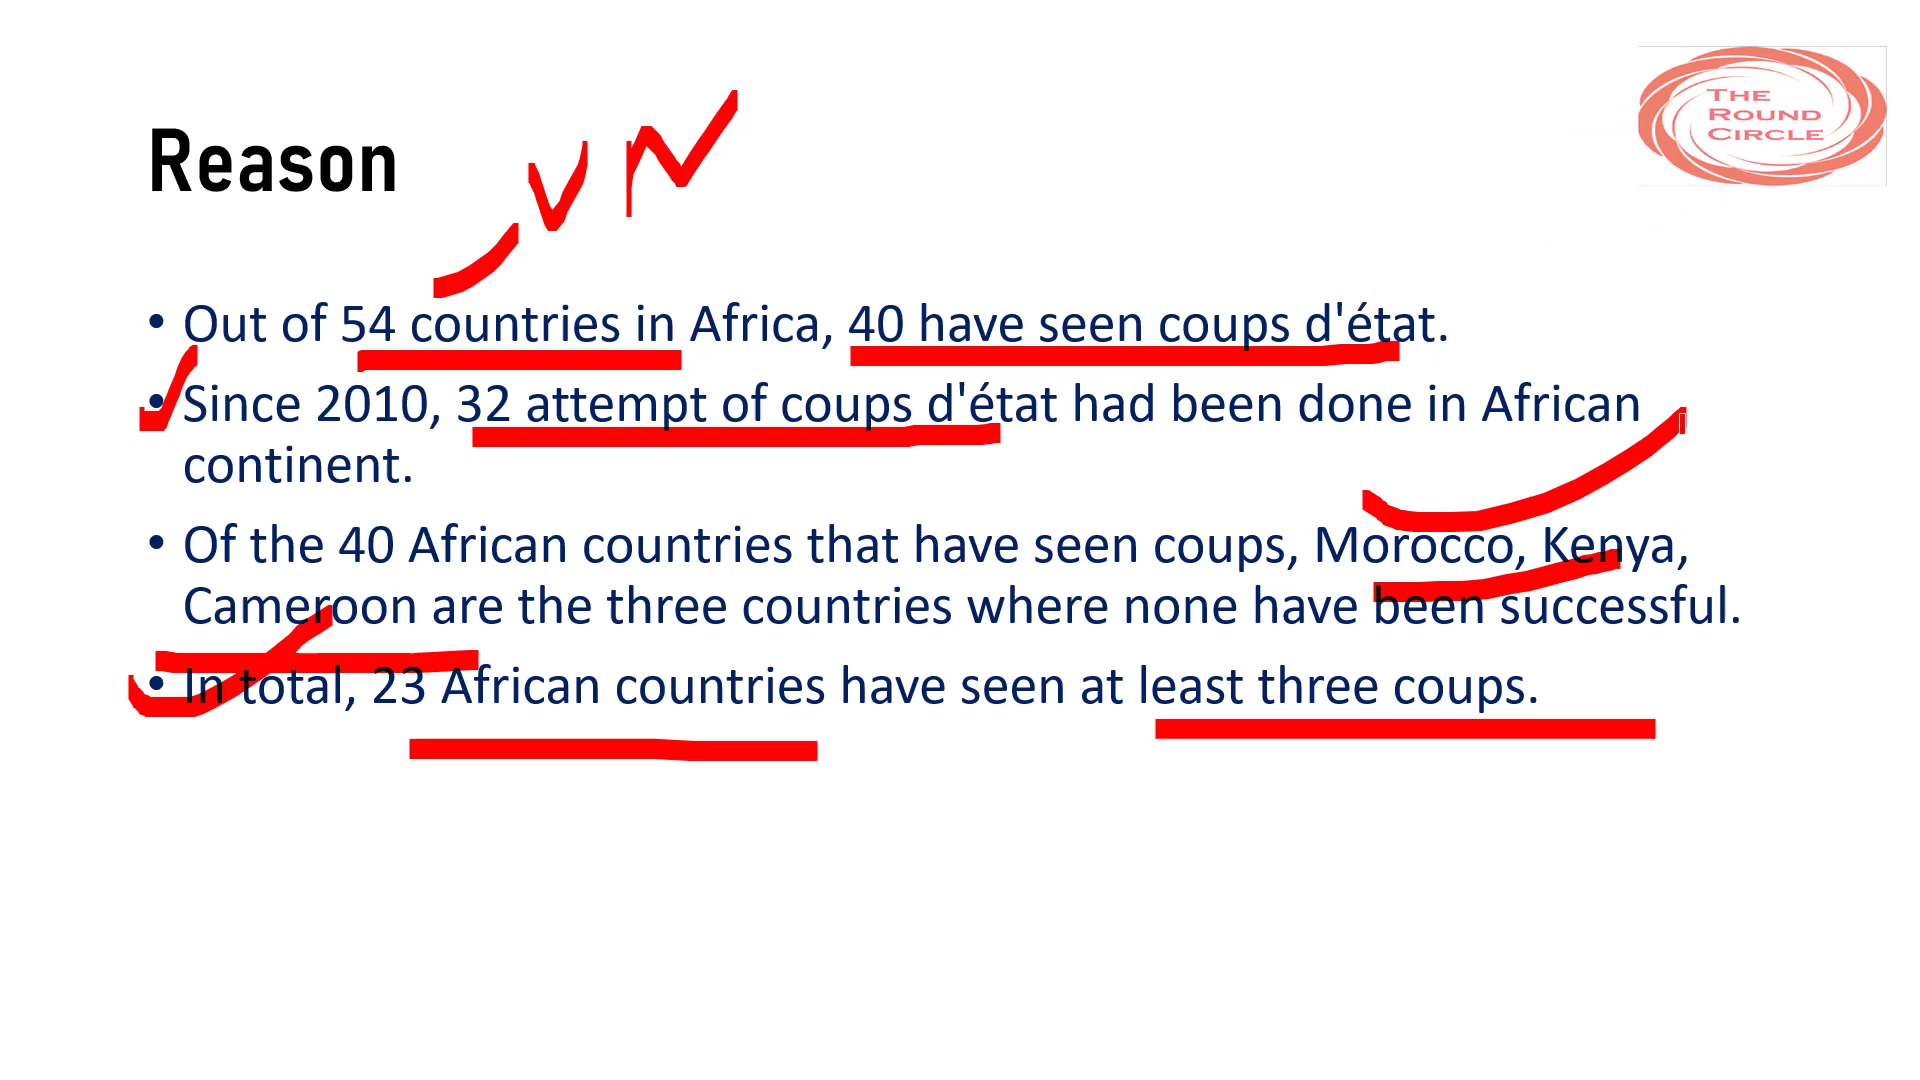 THE
ROUND
CIRCLE
Reason
• Out of 54 countries in Africa, 40 have seen coups d'état.
• Since 2010, 32 attempt of coups d'état had been done in African
continent.
• Of the 40 African countries that have seen coups, Morocco, Kenya,
Cameroon are the three countries where none have been successful.
• In total, 23 African countries have seen at least three coups.